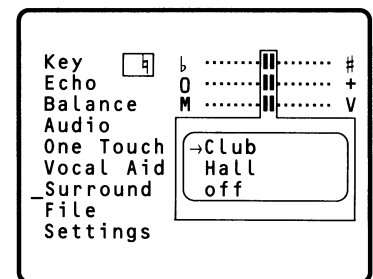 Key ♮ ♭ ♯
Echo 0 +
Balance M V
Audio
One Touch
Vocal Aid
_Surround
File
Settings
→Club
Hall
off